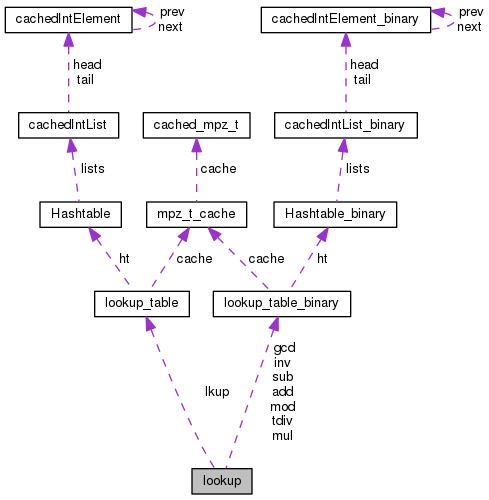 cachedIntElement
prev
next
cachedIntElement_binary
prev
next
head
tail
head
tail
cachedIntList
cached_mpz_t
cachedIntList_binary
lists
cache
lists
Hashtable
mpz_t_cache
Hashtable_binary
ht
cache
cache
ht
lookup_table
lookup_table_binary
lkup
gcd
inv
sub
add
mod
tdiv
mul
lookup